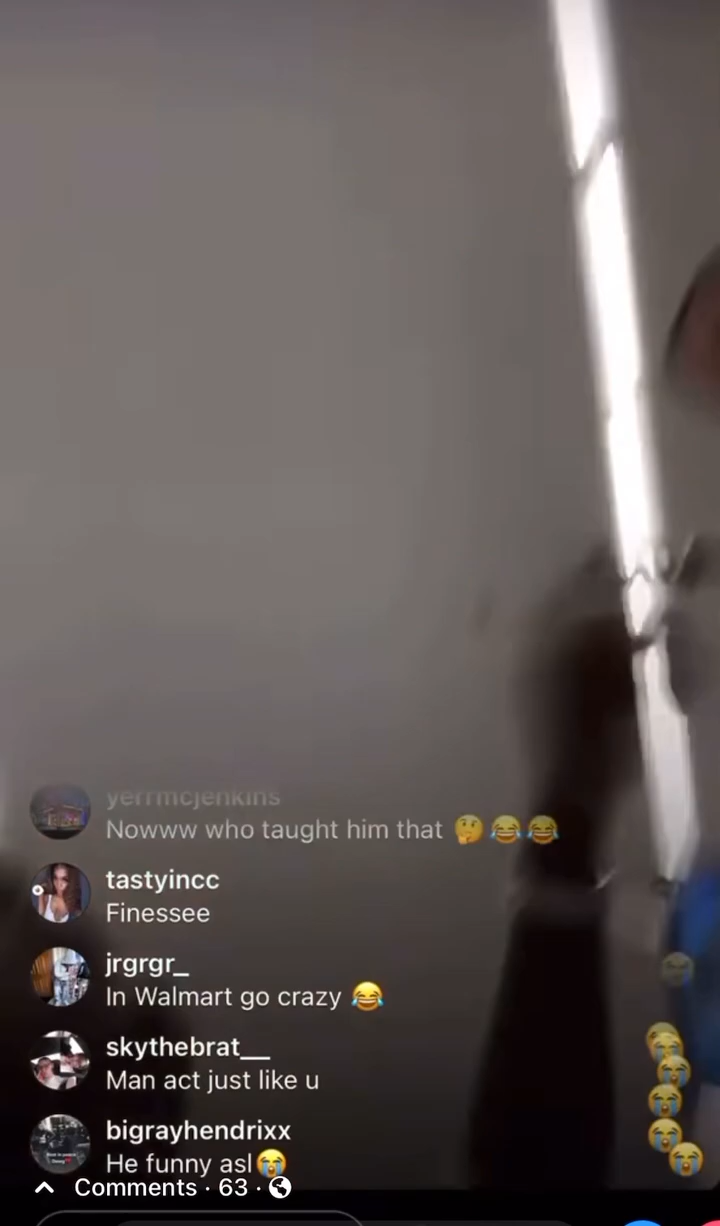 yerrmcjenkins
Nowww who taught him that 🤔😂😂
tastyincc
Finessee
jrgrgr_
In Walmart go crazy 😂
skythebrat__
Man act just like u
bigrayhendrixx
He funny asl😭
Comments · 63 ·